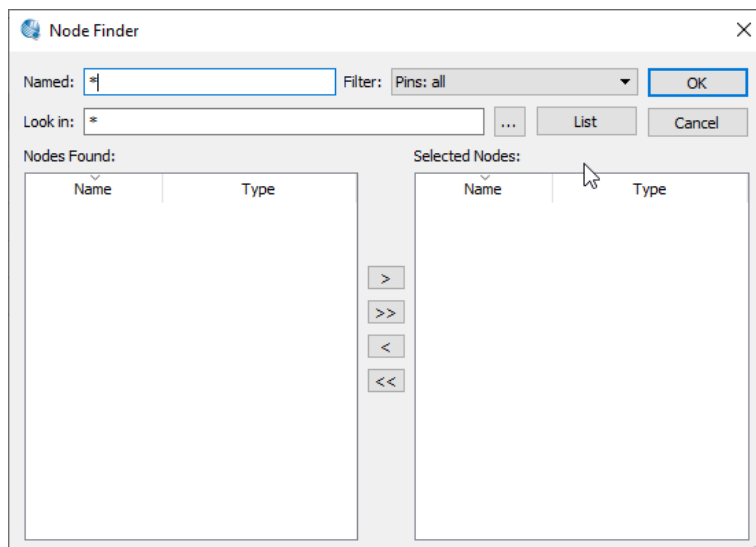 Node Finder
Named: * Filter: Pins: all OK
Look in: * ... List Cancel
Nodes Found: Selected Nodes:
Name Type Name Type
>
>>
<
<<